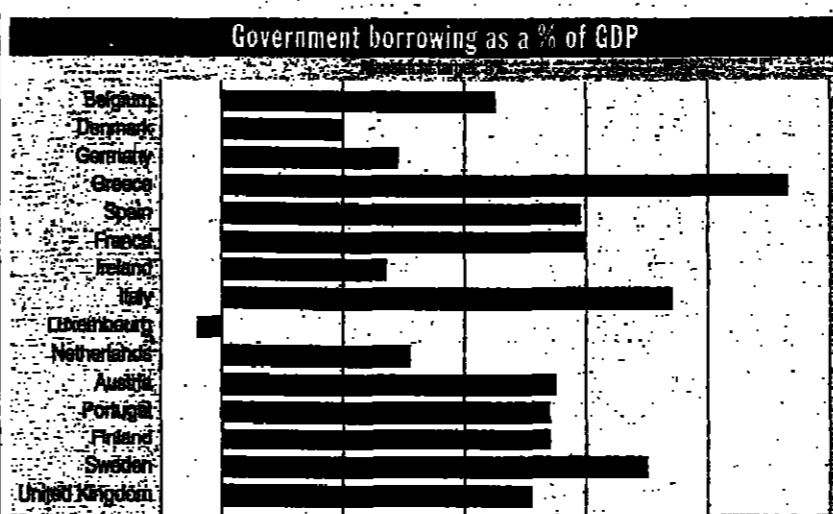 Government borrowing as a % of GDP
Belgium
Denmark
Germany
Greece
Spain
France
Ireland
Italy
Luxembourg
Netherlands
Austria
Portugal
Finland
Sweden
United Kingdom